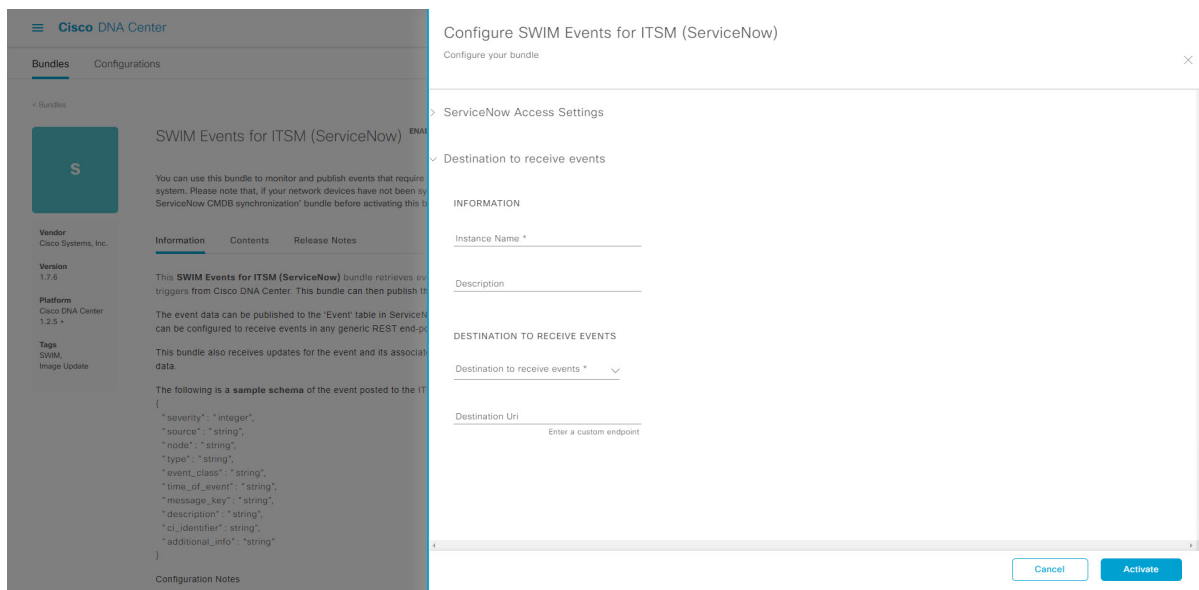 Cisco DNA Center
Bundles Configurations
< Bundles
S
Vendor
Cisco Systems, Inc.
Version
1.7.6
Platform
Cisco DNA Center
1.2.5 +
Tags
SWIM,
Image Update
SWIM Events for ITSM (ServiceNow)
You can use this bundle to monitor and publish events that require
system. Please note that, if your network devices have not been
ServiceNow CMDB synchronization' bundle before activating this
Information Contents Release Notes
This SWIM Events for ITSM (ServiceNow) bundle retrieves
triggers from Cisco DNA Center. This bundle can then publish
The event data can be published to the 'Event' table in
can be configured to receive events in any generic REST
This bundle also receives updates for the event and its
data.
The following is a sample schema of the event posted to the
{
"severity" : "integer",
"source" : "string",
"node" : "string",
"type" : "string",
"event_class" : "string",
"time_of_event" : "string",
"message_key" : "string",
"description" : "string",
"ci_identifier" : string",
"additional_info" : "string"
}
Configuration Notes
Configure SWIM Events for ITSM (ServiceNow)
Configure your bundle
ServiceNow Access Settings
Destination to receive events
INFORMATION
Instance Name *
Description
DESTINATION TO RECEIVE EVENTS
Destination to receive events *
Destination Uri
Enter a custom endpoint
Cancel Activate